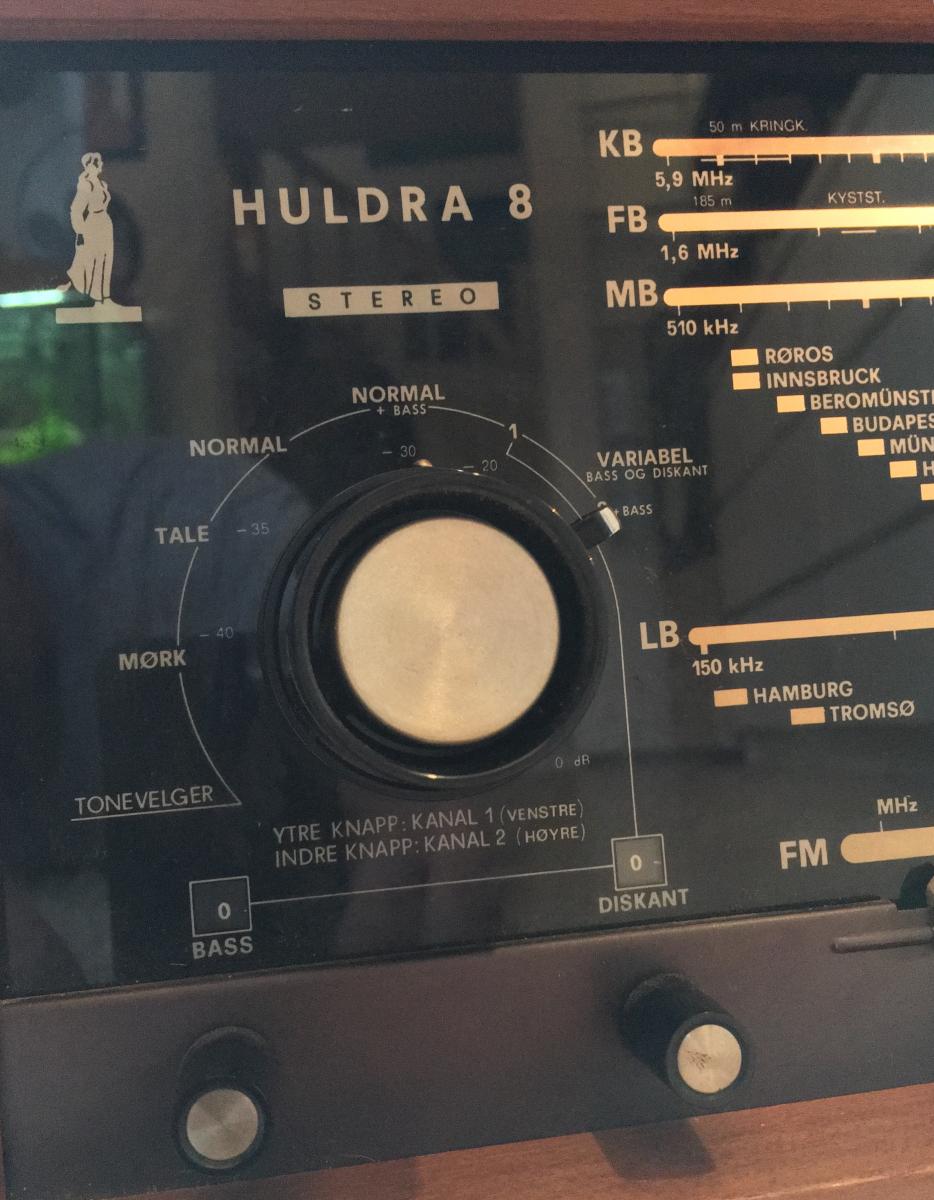 HULDRA 8
STEREO
KB
50 m KRINGK.
5,9 MHz
FB
185 m
KYSTST.
1,6 MHz
MB
510 kHz
RØROS
INNSBRUCK
BEROMÜNST
BUDAPES
MÜN
H
LB
150 kHz
HAMBURG
TROMSØ
MHz
FM
NORMAL
+ BASS
NORMAL
1
VARIABEL
BASS OG DISKANT
+ BASS
TALE
MØRK
TONEVELGER
– 30
– 20
– 35
– 40
0 dB
YTRE KNAPP: KANAL 1 (VENSTRE)
INDRE KNAPP: KANAL 2 (HØYRE)
0
BASS
0
DISKANT